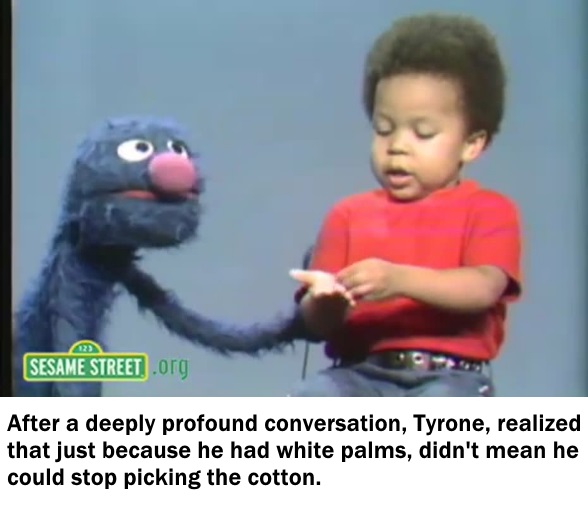 123
SESAME STREET .org
After a deeply profound conversation, Tyrone, realized
that just because he had white palms, didn't mean he
could stop picking the cotton.